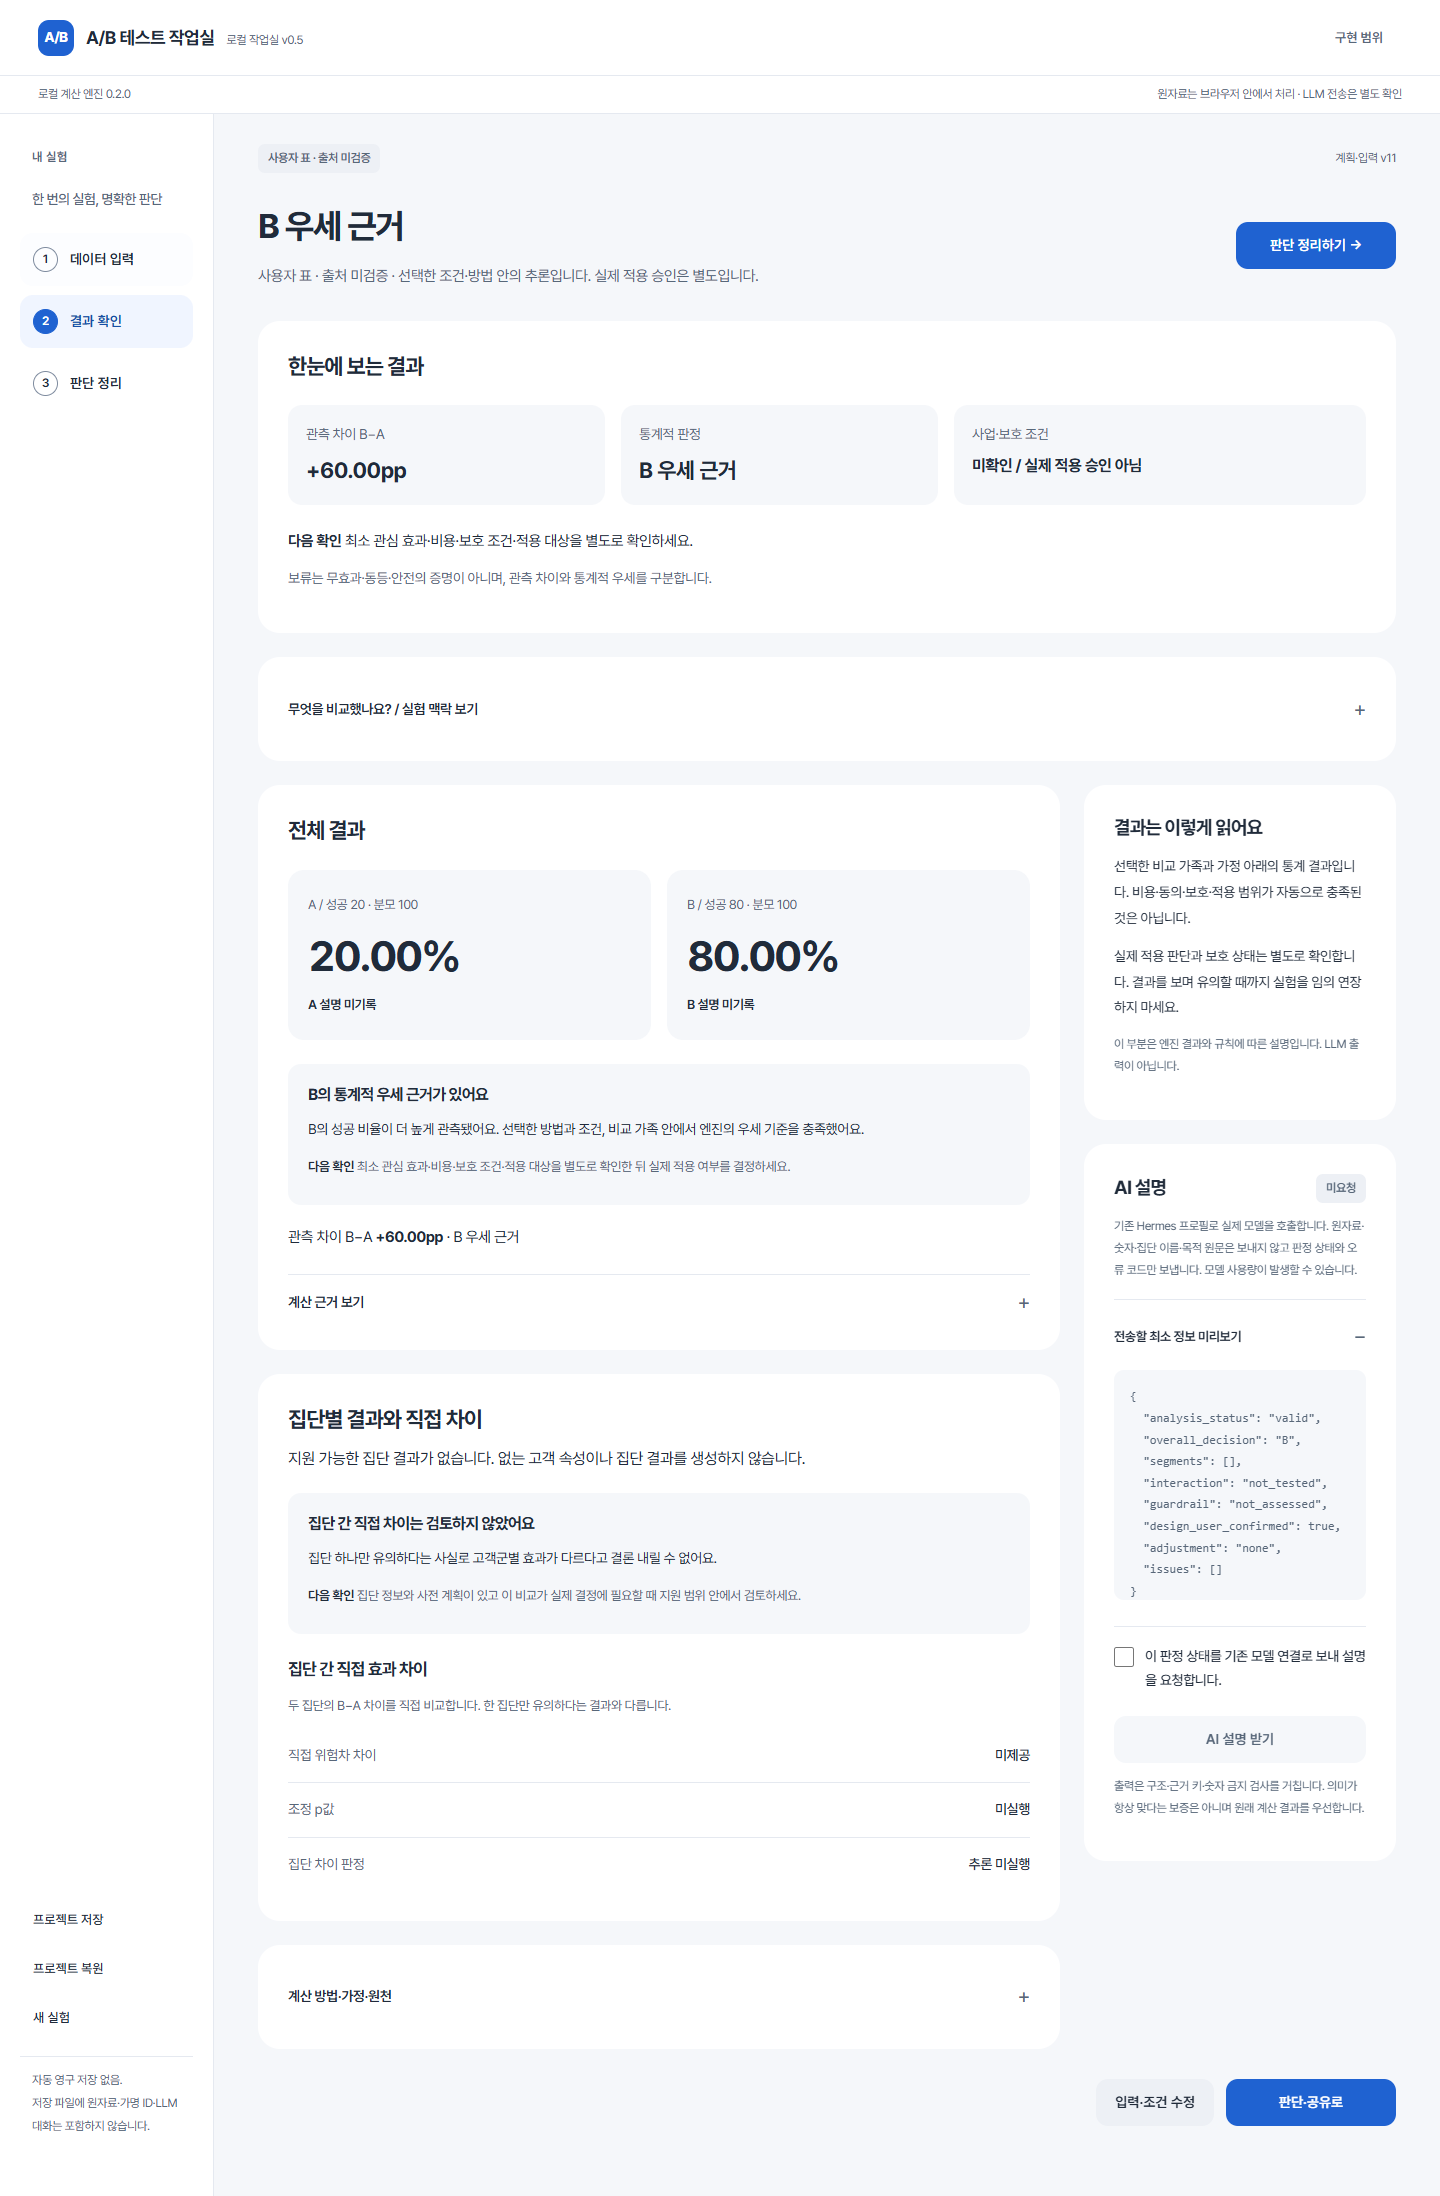 A/B
A/B 테스트 작업실
로컬 작업실 v0.5
구현 범위
로컬 계산 엔진 0.2.0
원자료는 브라우저 안에서 처리 · LLM 전송은 별도 확인
내 실험
한 번의 실험, 명확한 판단
1 데이터 입력
2 결과 확인
3 판단 정리
프로젝트 저장
프로젝트 복원
새 실험
자동 영구 저장 없음.
저장 파일에 원자료·가명 ID·LLM
대화는 포함하지 않습니다.
사용자 표 · 출처 미검증
계획·입력 v11
B 우세 근거
사용자 표 · 출처 미검증 · 선택한 조건·방법 안의 추론입니다. 실제 적용 승인은 별도입니다.
판단 정리하기 →
한눈에 보는 결과
관측 차이 B−A
+60.00pp
통계적 판정
B 우세 근거
사업·보호 조건
미확인 / 실제 적용 승인 아님
다음 확인 최소 관심 효과·비용·보호 조건·적용 대상을 별도로 확인하세요.
보류는 무효과·동등·안전의 증명이 아니며, 관측 차이와 통계적 우세를 구분합니다.
무엇을 비교했나요? / 실험 맥락 보기
+
전체 결과
A / 성공 20 · 분모 100
20.00%
A 설명 미기록
B / 성공 80 · 분모 100
80.00%
B 설명 미기록
B의 통계적 우세 근거가 있어요
B의 성공 비율이 더 높게 관측됐어요. 선택한 방법과 조건, 비교 가족 안에서 엔진의 우세 기준을 충족했어요.
다음 확인 최소 관심 효과·비용·보호 조건·적용 대상을 별도로 확인한 뒤 실제 적용 여부를 결정하세요.
관측 차이 B−A +60.00pp · B 우세 근거
계산 근거 보기
+
집단별 결과와 직접 차이
지원 가능한 집단 결과가 없습니다. 없는 고객 속성이나 집단 결과를 생성하지 않습니다.
집단 간 직접 차이는 검토하지 않았어요
집단 하나만 유의하다는 사실로 고객군별 효과가 다르다고 결론 내릴 수 없어요.
다음 확인 집단 정보와 사전 계획이 있고 이 비교가 실제 결정에 필요할 때 지원 범위 안에서 검토하세요.
집단 간 직접 효과 차이
두 집단의 B−A 차이를 직접 비교합니다. 한 집단만 유의하다는 결과와 다릅니다.
직접 위험차 차이
미제공
조정 p값
미실행
집단 차이 판정
추론 미실행
계산 방법·가정·원천
+
결과는 이렇게 읽어요
선택한 비교 가족과 가정 아래의 통계 결과입니
다. 비용·동의·보호·적용 범위가 자동으로 충족된
것은 아닙니다.
실제 적용 판단과 보호 상태는 별도로 확인합니
다. 결과를 보며 유의할 때까지 실험을 임의 연장
하지 마세요.
이 부분은 엔진 결과와 규칙에 따른 설명입니다. LLM 출
력이 아닙니다.
AI 설명
미요청
기존 Hermes 프로필로 실제 모델을 호출합니다. 원자료·
숫자·집단 이름·목적 원문은 보내지 않고 판정 상태와 오
류 코드만 보냅니다. 모델 사용량이 발생할 수 있습니다.
전송할 최소 정보 미리보기
−
{
"analysis_status": "valid",
"overall_decision": "B",
"segments": [],
"interaction": "not_tested",
"guardrail": "not_assessed",
"design_user_confirmed": true,
"adjustment": "none",
"issues": []
}
이 판정 상태를 기존 모델 연결로 보내 설명
을 요청합니다.
AI 설명 받기
출력은 구조·근거 키·숫자 금지 검사를 거칩니다. 의미가
항상 맞다는 보증은 아니며 원래 계산 결과를 우선합니다.
입력·조건 수정
판단·공유로